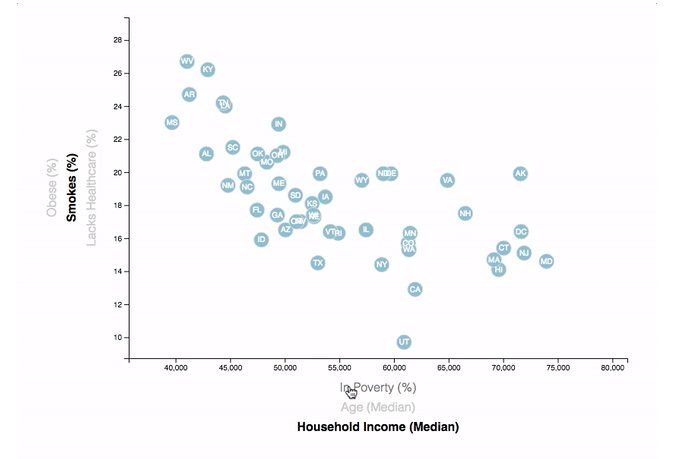 Obese (%)
Smokes (%)
Lacks Healthcare (%)
28
26
24
22
20
18
16
14
12
10
WV
KY
AR
TN
LA
MS
IN
SC
AL
OK
OH
MI
MO
MT
PA
ND
DE
AK
NM
NC
ME
WY
VA
SD
IA
KS
FL
GA
NH
AZ
VT
RI
IL
MN
DC
ID
CO
WA
CT
TX
NY
MA
HI
NJ
MD
CA
UT
40,000 45,000 50,000 55,000 60,000 65,000 70,000 75,000 80,000
In Poverty (%)
Age (Median)
Household Income (Median)